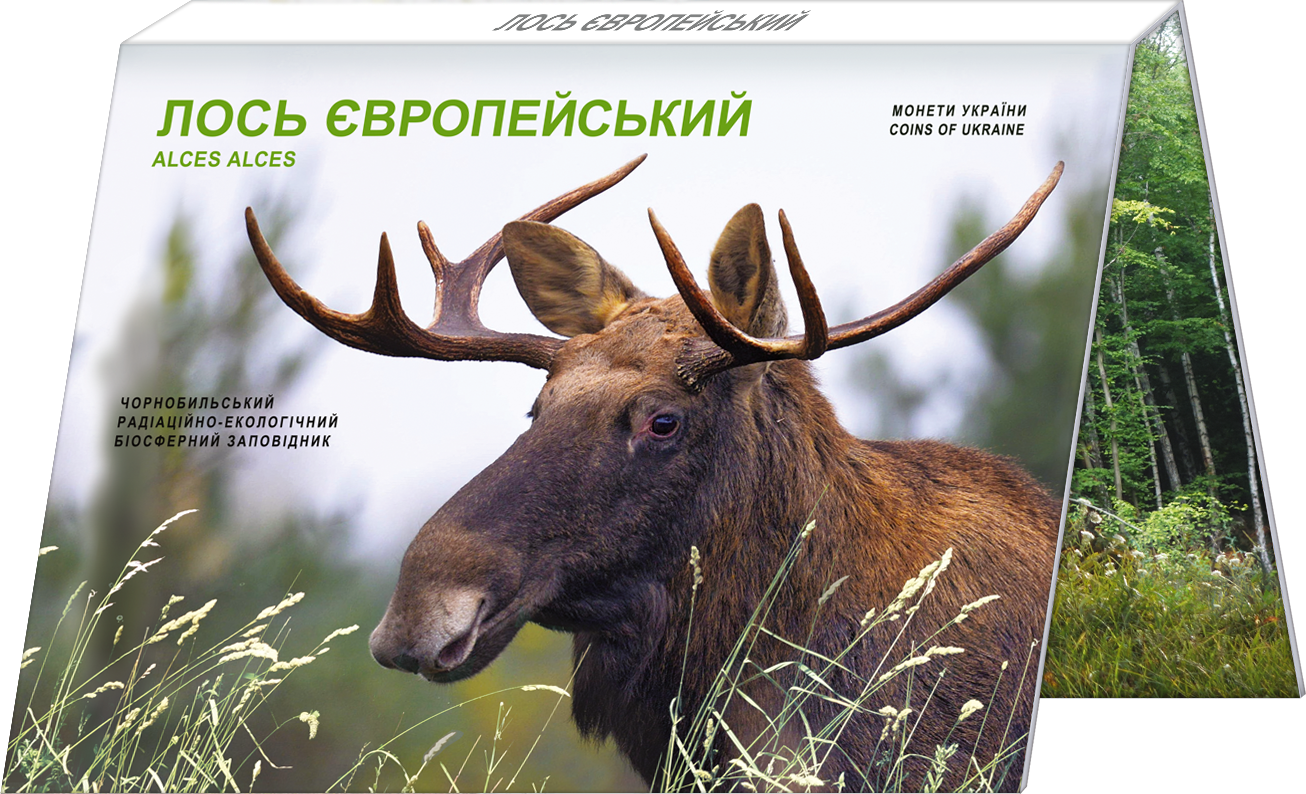 ЛОСЬ ЄВРОПЕЙСЬКИЙ
ЛОСЬ ЄВРОПЕЙСЬКИЙ
ALCES ALCES
МОНЕТИ УКРАЇНИ
COINS OF UKRAINE
ЧОРНОБИЛЬСЬКИЙ
РАДІАЦІЙНО-ЕКОЛОГІЧНИЙ
БІОСФЕРНИЙ ЗАПОВІДНИК